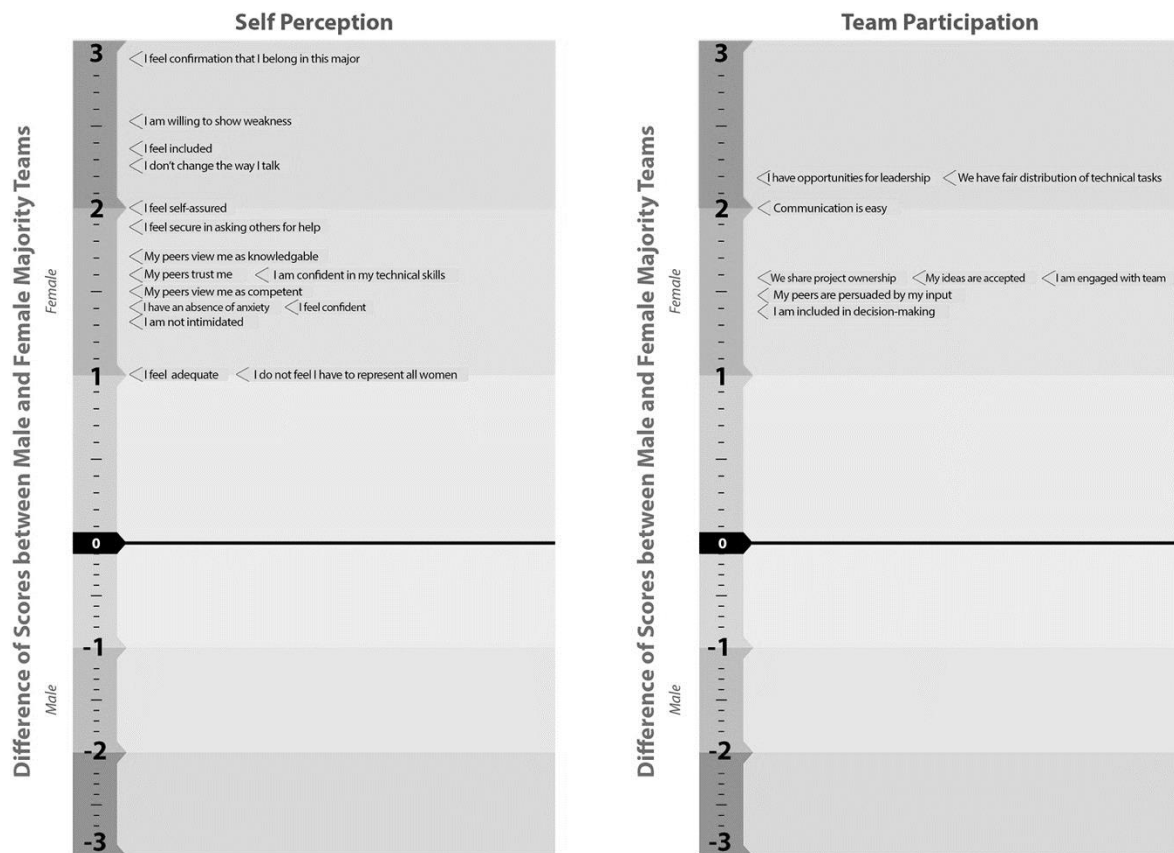 Self Perception
Difference of Scores between Male and Female Majority Teams
Female
Male
3
I feel confirmation that I belong in this major
I am willing to show weakness
I feel included
I don't change the way I talk
2
I feel self-assured
I feel secure in asking others for help
My peers view me as knowledgable
My peers trust me I am confident in my technical skills
My peers view me as competent
I have an absence of anxiety I feel confident
I am not intimidated
1
I feel adequate I do not feel I have to represent all women
0
-1
-2
-3
Team Participation
Difference of Scores between Male and Female Majority Teams
Female
Male
3
I have opportunities for leadership We have fair distribution of technical tasks
2
Communication is easy
We share project ownership My ideas are accepted I am engaged with team
My peers are persuaded by my input
I am included in decision-making
1
0
-1
-2
-3